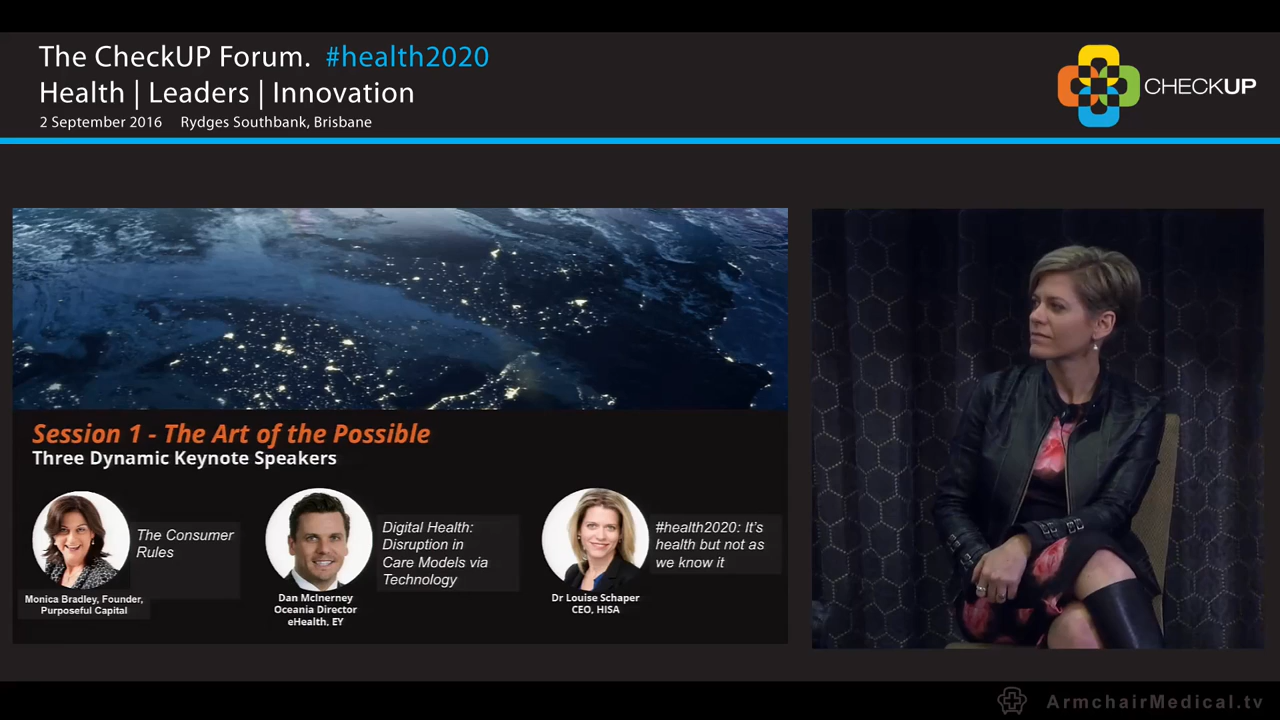 The CheckUP Forum. #health2020
Health | Leaders | Innovation
2 September 2016 Rydges Southbank, Brisbane
CHECKUP
Session 1 - The Art of the Possible
Three Dynamic Keynote Speakers
The Consumer
Rules
Monica Bradley, Founder,
Purposeful Capital
Digital Health:
Disruption in
Care Models via
Technology
Dan McInerney
Oceania Director
eHealth, EY
#health2020: It's
health but not as
we know it
Dr Louise Schaper
CEO, HISA
ArmchairMedical.tv